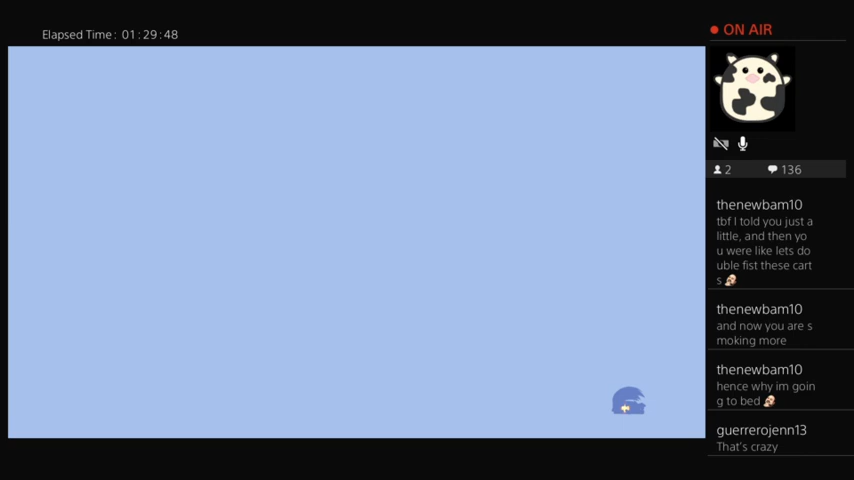 Elapsed Time: 01:29:48
ON AIR
2 136
thenewbam10
tbf I told you just a
little, and then yo
u were like lets do
uble fist these cart
s
thenewbam10
and now you are s
moking more
thenewbam10
hence why im goin
g to bed
guerrerojenn13
That's crazy